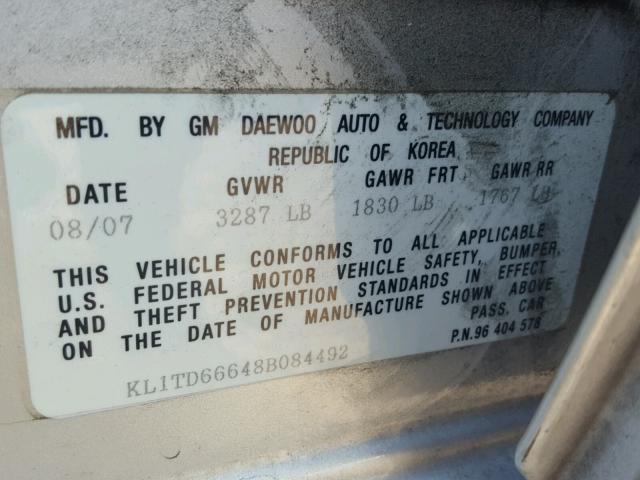 MFD. BY GM DAEWOO AUTO & TECHNOLOGY COMPANY
REPUBLIC OF KOREA
DATE GVWR GAWR FRT GAWR RR
08/07 3287 LB 1830 LB 1767 LB
THIS VEHICLE CONFORMS TO ALL APPLICABLE
U.S. FEDERAL MOTOR VEHICLE SAFETY, BUMPER,
AND THEFT PREVENTION STANDARDS IN EFFECT
ON THE DATE OF MANUFACTURE SHOWN ABOVE
PASS, CAR
P.N.96 404 578
KL1TD66648B084492